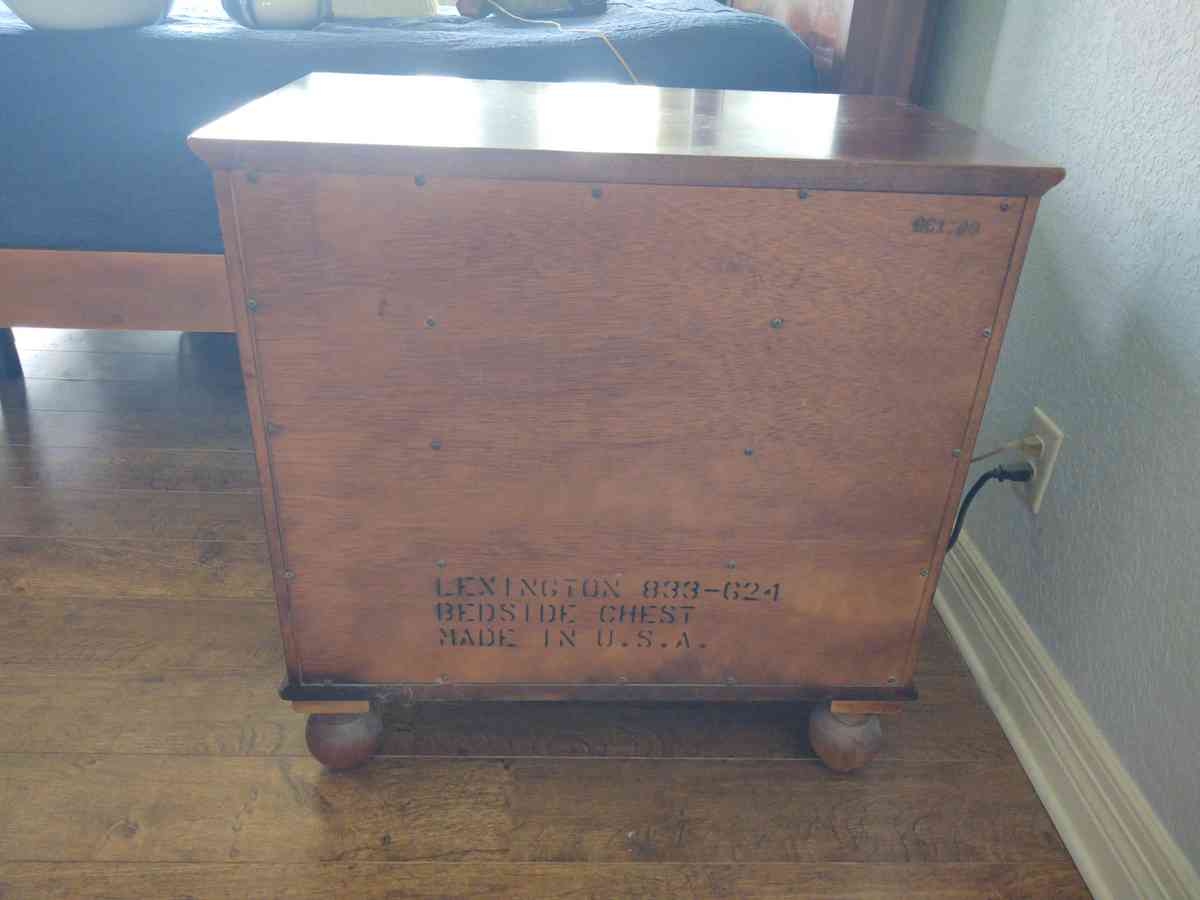 LEXINGTON 833-624
BEDSIDE CHEST
MADE IN U.S.A.